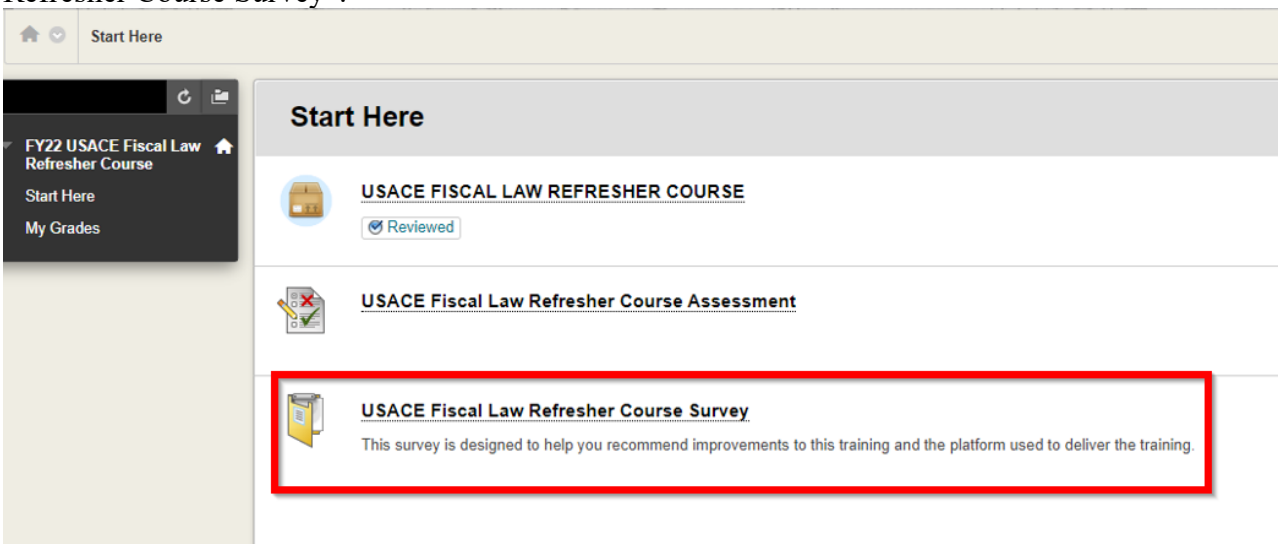 Refresher Course Survey".
Start Here
FY22 USACE Fiscal Law
Refresher Course
Start Here
My Grades
Start Here
USACE FISCAL LAW REFRESHER COURSE
Reviewed
USACE Fiscal Law Refresher Course Assessment
USACE Fiscal Law Refresher Course Survey
This survey is designed to help you recommend improvements to this training and the platform used to deliver the training.